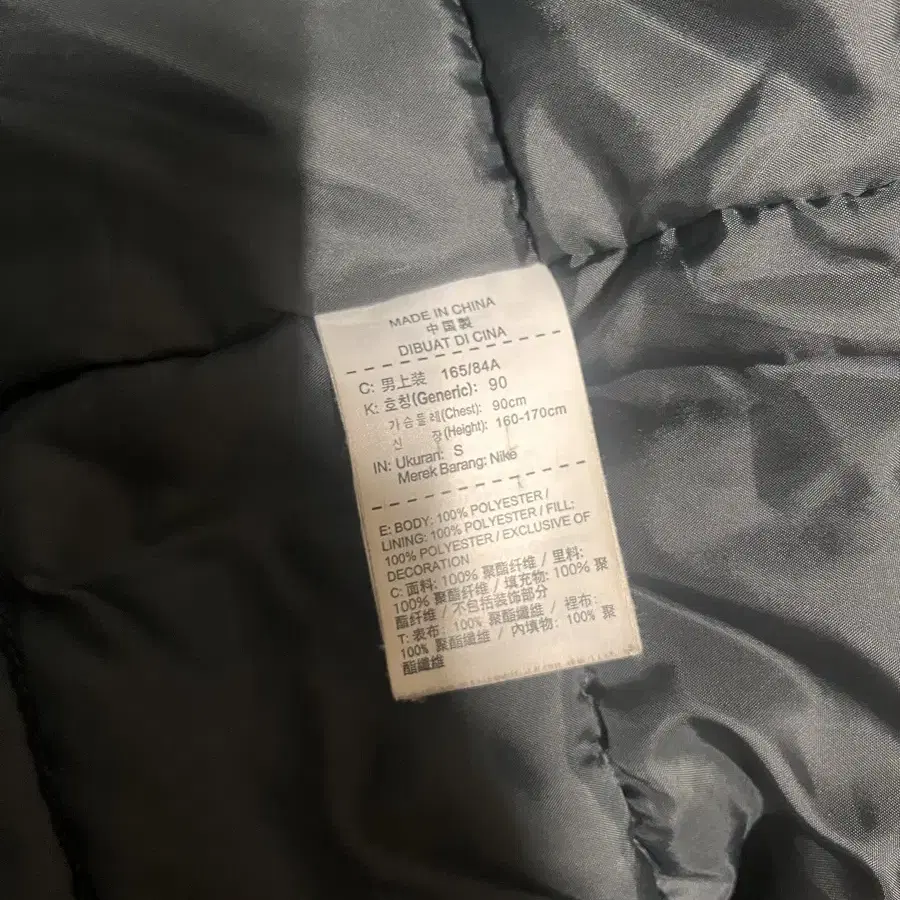 MADE IN CHINA
中国製
DIBUAT DI CINA
C: 男上装 165/84A
K: 호칭(Generic): 90
가슴둘레(Chest): 90cm
신 장(Height): 160-170cm
IN: Ukuran: S
Merek Barang: Nike
E: BODY: 100% POLYESTER /
LINING: 100% POLYESTER / FILL:
100% POLYESTER / EXCLUSIVE OF
DECORATION
C: 面料: 100% 聚酯纤维 / 里料:
100% 聚酯纤维 / 填充物: 100% 聚
酯纤维 / 不包括装饰部分
T: 表布: 100% 聚酯纖維 / 裡布:
100% 聚酯纖維 / 內填物: 100% 聚
酯纖維